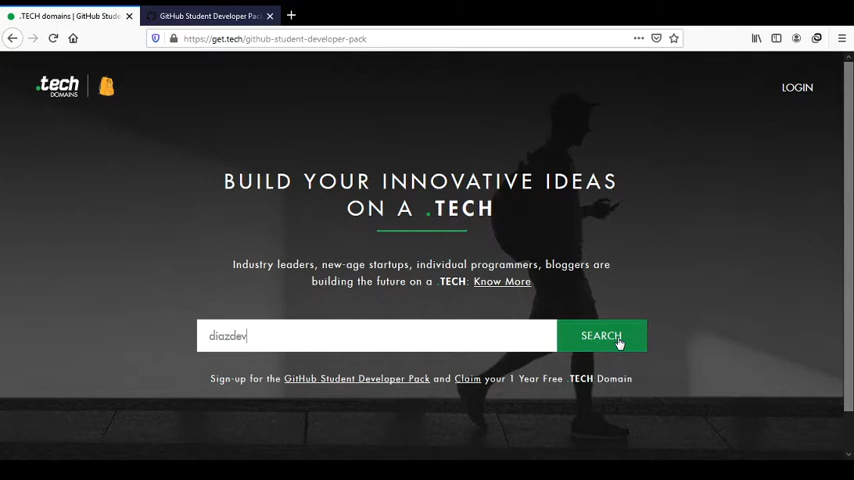 .TECH domains | GitHub Stude
GitHub Student Developer Pack
https://get.tech/github-student-developer-pack
.tech
DOMAINS
LOGIN
BUILD YOUR INNOVATIVE IDEAS
ON A .TECH
Industry leaders, new-age startups, individual programmers, bloggers are
building the future on a .TECH: Know More
diazdev
SEARCH
Sign-up for the GitHub Student Developer Pack and Claim your 1 Year Free .TECH Domain